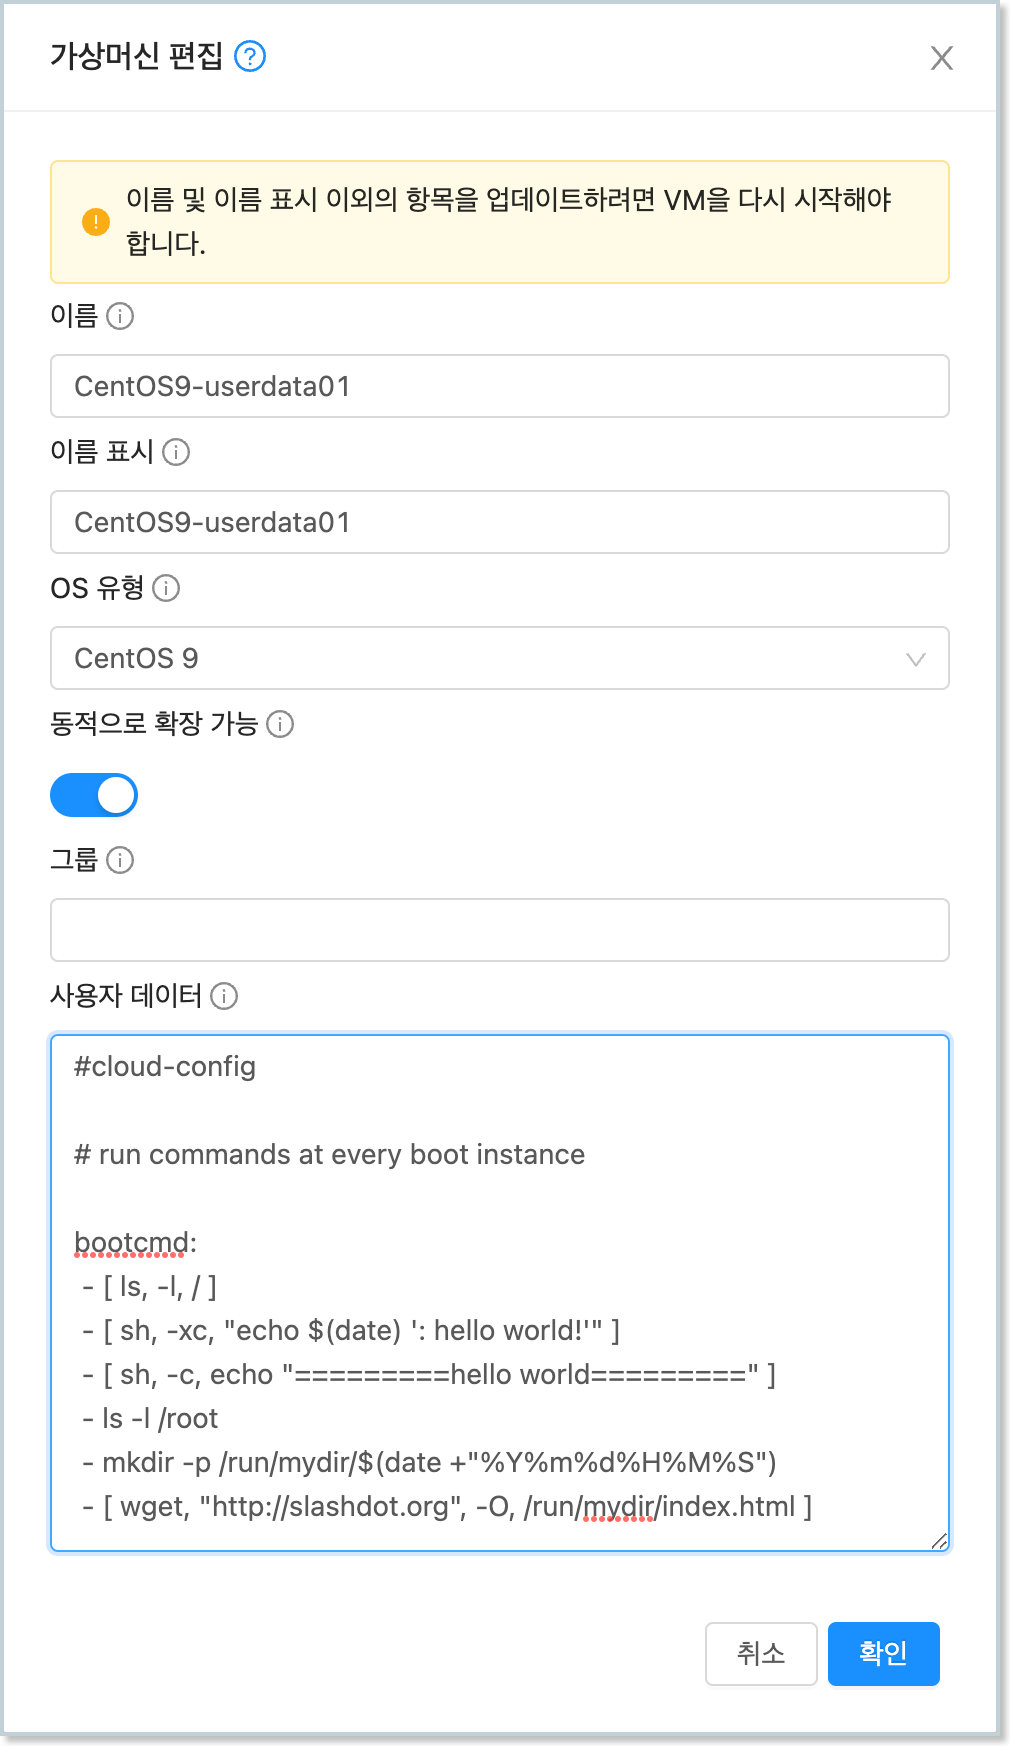 가상머신 편집
이름 및 이름 표시 이외의 항목을 업데이트하려면 VM을 다시 시작해야
합니다.
이름
CentOS9-userdata01
이름 표시
CentOS9-userdata01
OS 유형
CentOS 9
동적으로 확장 가능
그룹
사용자 데이터
#cloud-config
# run commands at every boot instance
bootcmd:
- [ ls, -l, / ]
- [ sh, -xc, "echo $(date) ': hello world!'" ]
- [ sh, -c, echo "=========hello world=========" ]
- ls -l /root
- mkdir -p /run/mydir/$(date +"%Y%m%d%H%M%S")
- [ wget, "http://slashdot.org", -O, /run/mydir/index.html ]
취소 확인